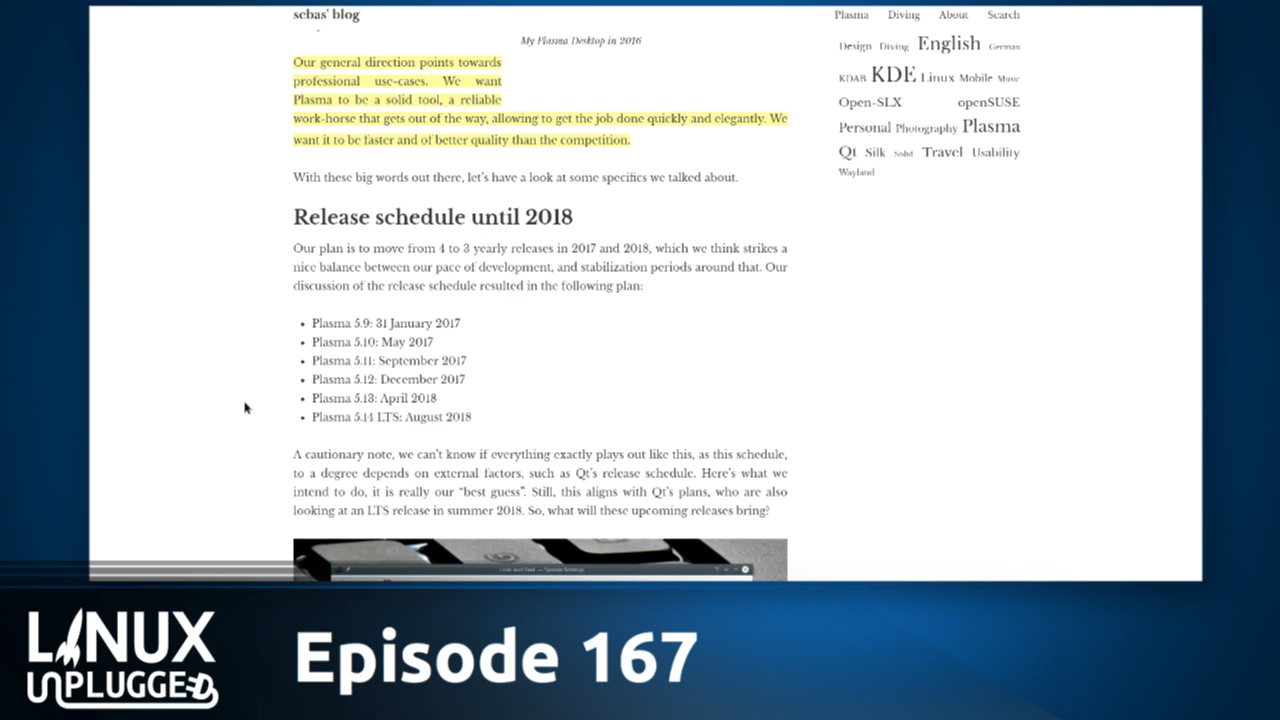 sebas' blog
Plasma Diving About Search
My Plasma Desktop in 2016
Design Diving English German
KDAB KDE Linux Mobile Music
Open-SLX openSUSE
Personal Photography Plasma
Qt Silk Solid Travel Usability
Wayland
Our general direction points towards
professional use-cases. We want
Plasma to be a solid tool, a reliable
work-horse that gets out of the way, allowing to get the job done quickly and elegantly. We
want it to be faster and of better quality than the competition.
With these big words out there, let's have a look at some specifics we talked about.
Release schedule until 2018
Our plan is to move from 4 to 3 yearly releases in 2017 and 2018, which we think strikes a
nice balance between our pace of development, and stabilization periods around that. Our
discussion of the release schedule resulted in the following plan:
• Plasma 5.9: 31 January 2017
• Plasma 5.10: May 2017
• Plasma 5.11: September 2017
• Plasma 5.12: December 2017
• Plasma 5.13: April 2018
• Plasma 5.14 LTS: August 2018
A cautionary note, we can't know if everything exactly plays out like this, as this schedule,
to a degree depends on external factors, such as Qt's release schedule. Here's what we
intend to do, it is really our "best guess". Still, this aligns with Qt's plans, who are also
looking at an LTS release in summer 2018. So, what will these upcoming releases bring?
Look And Feel — System Settings
LINUX
UNPLUGGED
Episode 167